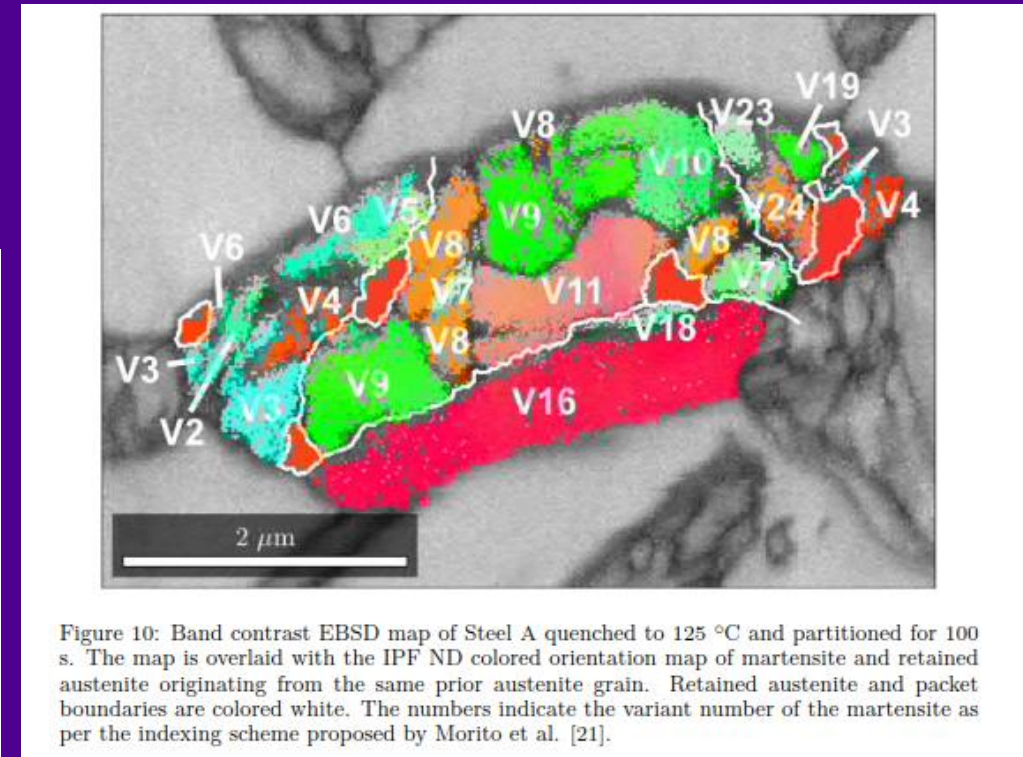 V19
V23
V3
V8
V10
V9
V24
V4
V6
V5
V8
V8
V6
V7
V7
V11
V4
V18
V8
V3
V9
V3
V16
V2
2 μm
Figure 10: Band contrast EBSD map of Steel A quenched to 125 °C and partitioned for 100
s. The map is overlaid with the IPF ND colored orientation map of martensite and retained
austenite originating from the same prior austenite grain. Retained austenite and packet
boundaries are colored white. The numbers indicate the variant number of the martensite as
per the indexing scheme proposed by Morito et al. [21].